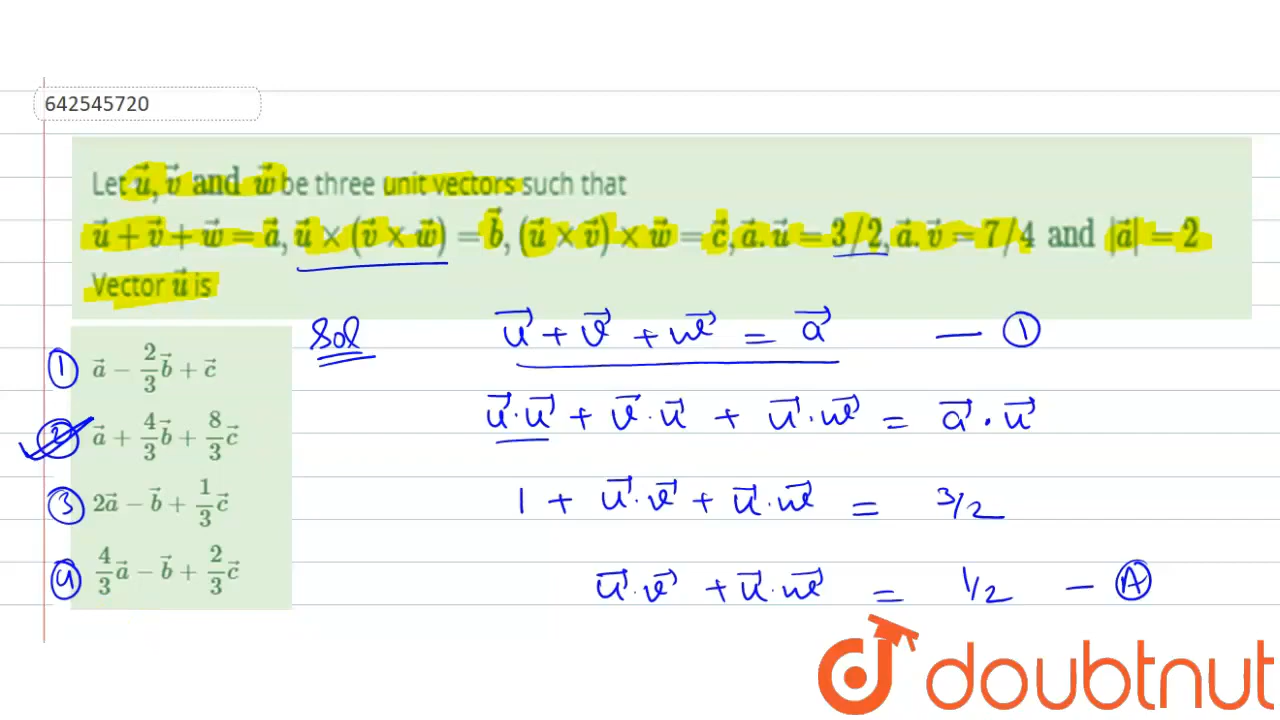 642545720
Let u⃗, v⃗ and w⃗ be three unit vectors such that
u⃗ + v⃗ + w⃗ = a⃗, u⃗ × (v⃗ × w⃗) = b⃗, (u⃗ × v⃗) × w⃗ = c⃗, a⃗.u⃗ = 3/2, a⃗.v⃗ = 7/4 and |a⃗| = 2
Vector u⃗ is
① a⃗ − 2/3 b⃗ + c⃗
② a⃗ + 4/3 b⃗ + 8/3 c⃗
③ 2a⃗ − b⃗ + 1/3 c⃗
④ 4/3 a⃗ − b⃗ + 2/3 c⃗
Sol u⃗ + v⃗ + w⃗ = a⃗ — ①
u⃗·u⃗ + v⃗·u⃗ + u⃗·w⃗ = a⃗·u⃗
1 + u⃗·v⃗ + u⃗·w⃗ = 3/2
u⃗·v⃗ + u⃗·w⃗ = 1/2 — Ⓐ
doubtnut